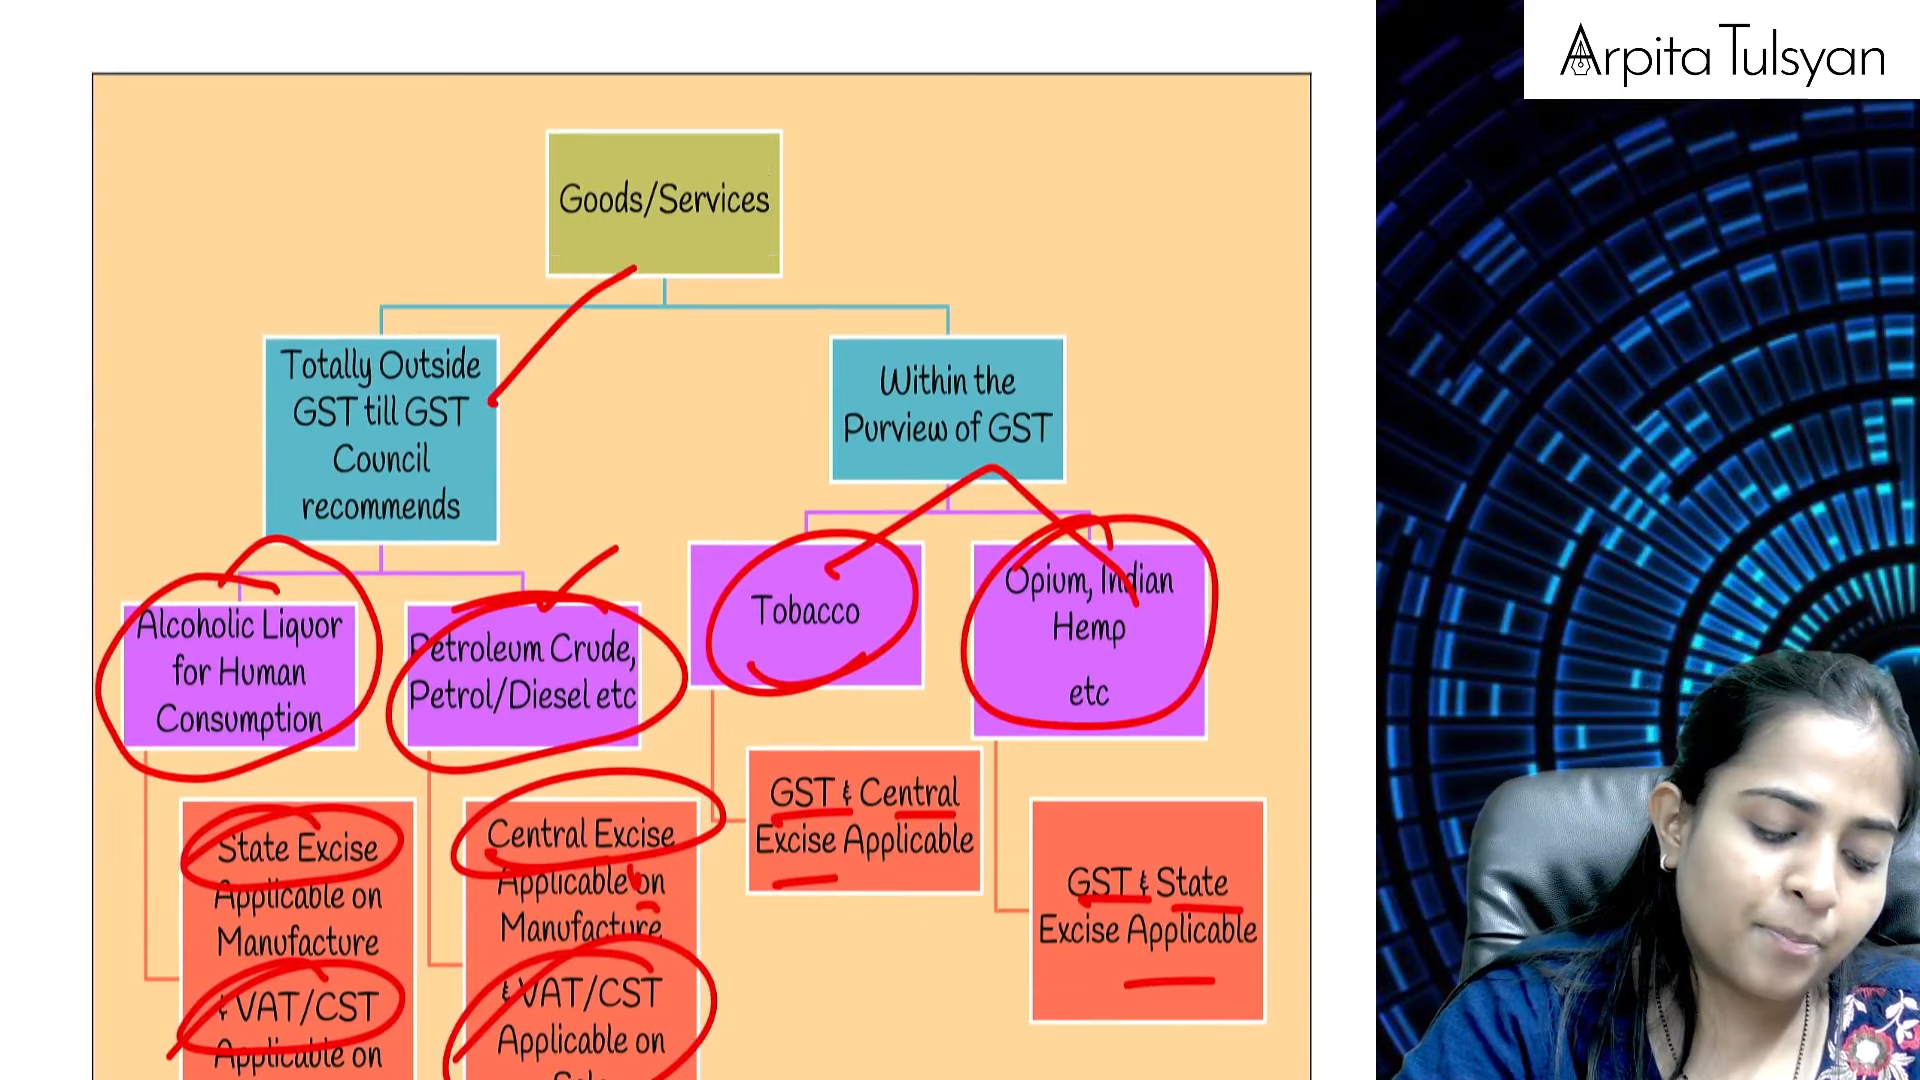 Arpita Tulsyan
Goods/Services
Totally Outside
GST till GST
Council
recommends
Within the
Purview of GST
Alcoholic Liquor
for Human
Consumption
Petroleum Crude,
Petrol/Diesel etc
Tobacco
Opium, Indian
Hemp
etc
State Excise
Applicable on
Manufacture
& VAT/CST
Applicable on
Central Excise
Applicable on
Manufacture
& VAT/CST
Applicable on
GST & Central
Excise Applicable
GST & State
Excise Applicable